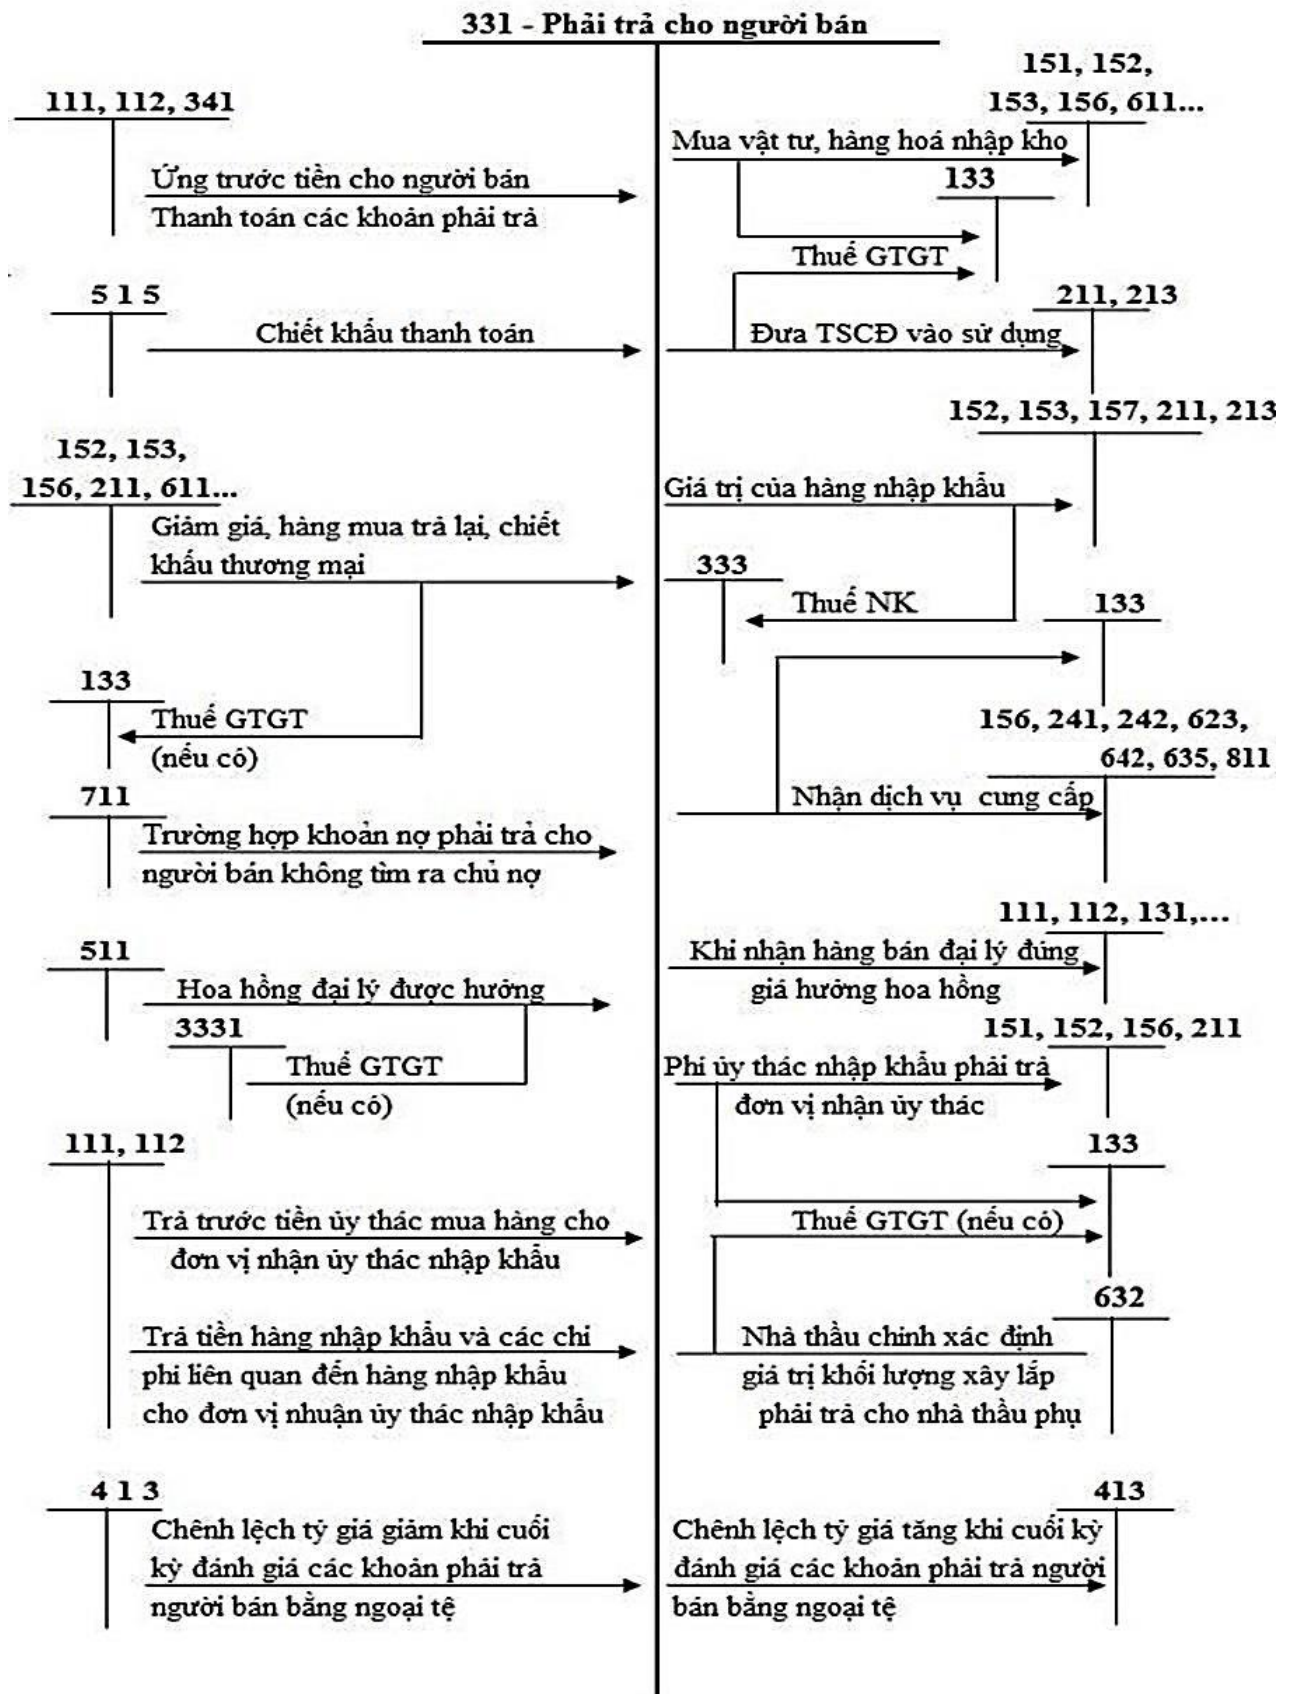 331 - Phải trả cho người bán
111, 112, 341
Ứng trước tiền cho người bán
Thanh toán các khoản phải trả
5 1 5
Chiết khấu thanh toán
152, 153,
156, 211, 611...
Giảm giá, hàng mua trả lại, chiết
khấu thương mại
133
Thuế GTGT
(nếu có)
711
Trường hợp khoản nợ phải trả cho
người bán không tìm ra chủ nợ
511
Hoa hồng đại lý được hưởng
3331
Thuế GTGT
(nếu có)
111, 112
Trả trước tiền ủy thác mua hàng cho
đơn vị nhận ủy thác nhập khẩu
Trả tiền hàng nhập khẩu và các chi
phí liên quan đến hàng nhập khẩu
cho đơn vị nhuận ủy thác nhập khẩu
4 1 3
Chênh lệch tỷ giá giảm khi cuối
kỳ đánh giá các khoản phải trả
người bán bằng ngoại tệ
151, 152,
153, 156, 611...
Mua vật tư, hàng hoá nhập kho
133
Thuế GTGT
211, 213
Đưa TSCĐ vào sử dụng
152, 153, 157, 211, 213
Giá trị của hàng nhập khẩu
333
Thuế NK
133
156, 241, 242, 623,
642, 635, 811
Nhận dịch vụ cung cấp
111, 112, 131,...
Khi nhận hàng bán đại lý đúng
giá hưởng hoa hồng
151, 152, 156, 211
Phí ủy thác nhập khẩu phải trả
đơn vị nhận ủy thác
133
Thuế GTGT (nếu có)
632
Nhà thầu chính xác định
giá trị khối lượng xây lắp
phải trả cho nhà thầu phụ
413
Chênh lệch tỷ giá tăng khi cuối kỳ
đánh giá các khoản phải trả người
bán bằng ngoại tệ